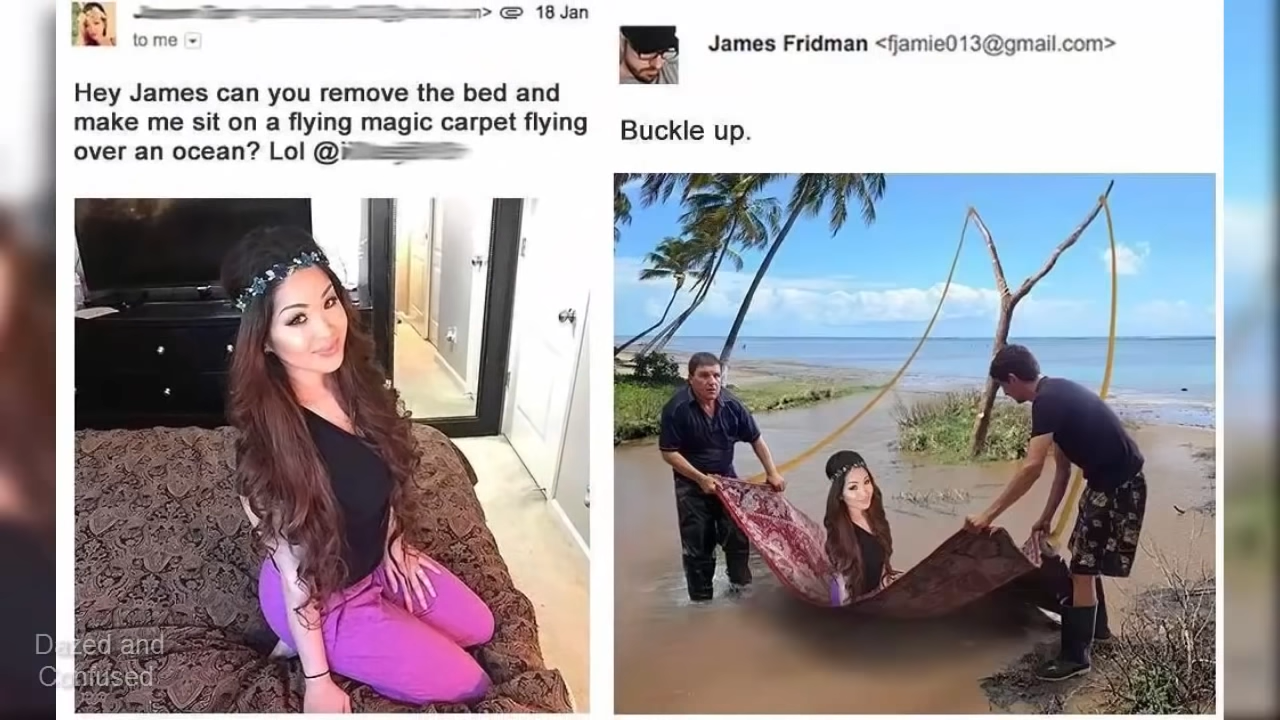 18 Jan
to me
Hey James can you remove the bed and
make me sit on a flying magic carpet flying
over an ocean? Lol @
James Fridman <fjamie013@gmail.com>
Buckle up.
Dazed and
Confused